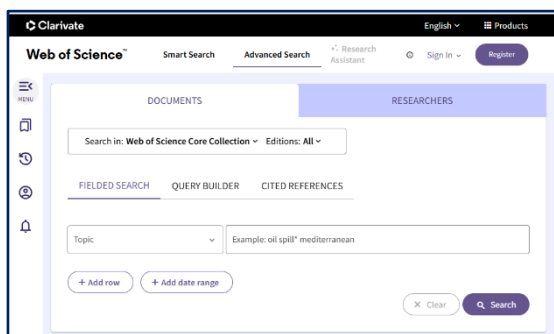 Clarivate English Products
Web of Science™ Smart Search Advanced Search Research Assistant Sign In Register
MENU
DOCUMENTS RESEARCHERS
Search in: Web of Science Core Collection Editions: All
FIELDED SEARCH QUERY BUILDER CITED REFERENCES
Topic Example: oil spill* mediterranean
+ Add row + Add date range
× Clear Search